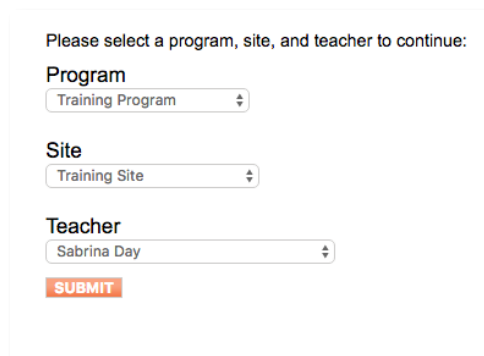 Please select a program, site, and teacher to continue:
Program
Training Program
Site
Training Site
Teacher
Sabrina Day
SUBMIT